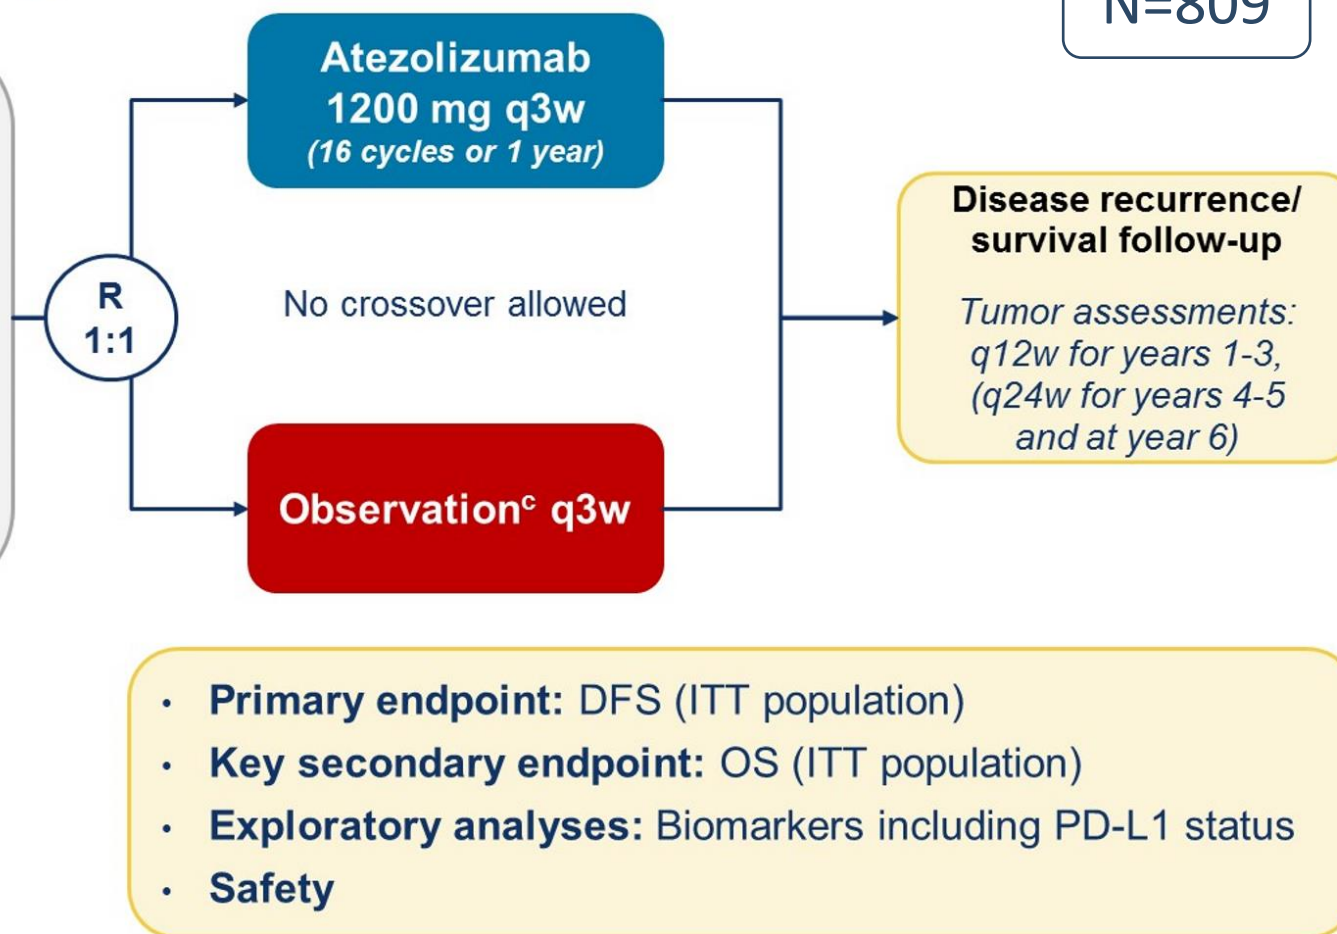 N=809
Atezolizumab
1200 mg q3w
(16 cycles or 1 year)
R
1:1
No crossover allowed
Observationᶜ q3w
Disease recurrence/
survival follow-up
Tumor assessments:
q12w for years 1-3,
(q24w for years 4-5
and at year 6)
• Primary endpoint: DFS (ITT population)
• Key secondary endpoint: OS (ITT population)
• Exploratory analyses: Biomarkers including PD-L1 status
• Safety